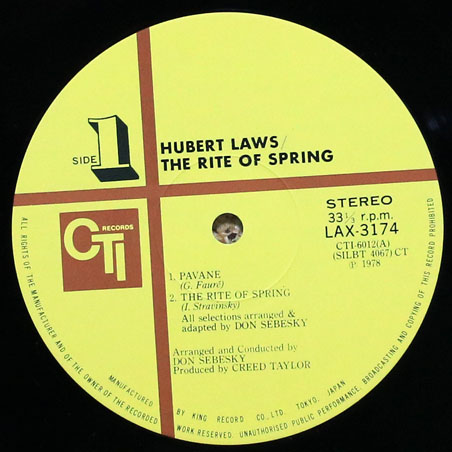 SIDE 1
HUBERT LAWS/
THE RITE OF SPRING
STEREO
33⅓ r.p.m.
LAX-3174
CTI-6012(A)
(SILBT 4067) CT
Ⓟ 1978
CTI RECORDS
1. PAVANE
(G. Fauré)
2. THE RITE OF SPRING
(I. Stravinsky)
All selections arranged &
adapted by DON SEBESKY
Arranged and Conducted by
DON SEBESKY
Produced by CREED TAYLOR
MANUFACTURED BY KING RECORD CO., LTD. TOKYO, JAPAN
ALL RIGHTS OF THE MANUFACTURER AND OF THE OWNER OF THE RECORDED WORK RESERVED. UNAUTHORISED PUBLIC PERFORMANCE, BROADCASTING AND COPYING OF THIS RECORD PROHIBITED